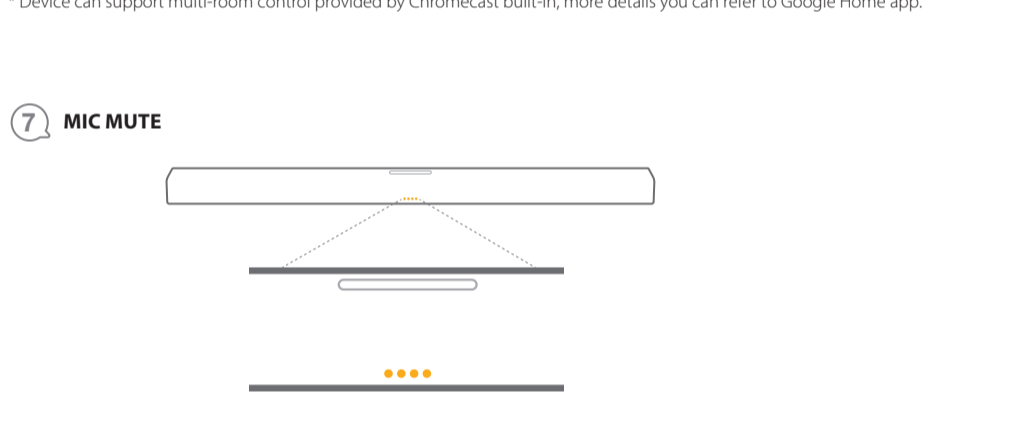 * Device can support multi-room control provided by Chromecast built-in, more details you can refer to Google Home app.
7 MIC MUTE